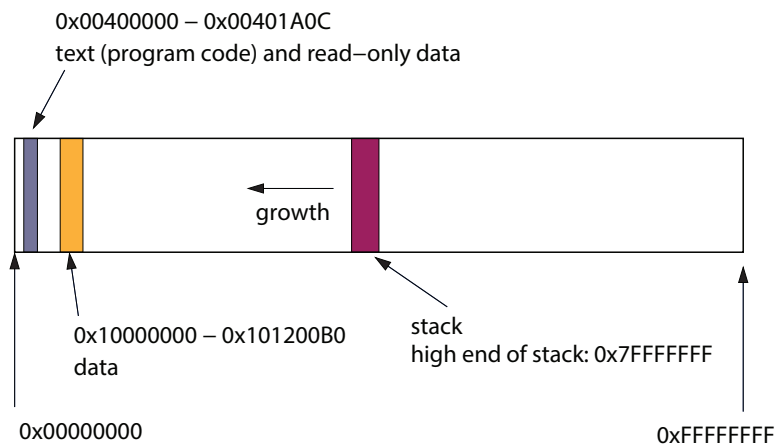 0x00400000 − 0x00401A0C
text (program code) and read−only data
growth
0x10000000 − 0x101200B0
data
stack
high end of stack: 0x7FFFFFFF
0x00000000
0xFFFFFFFF